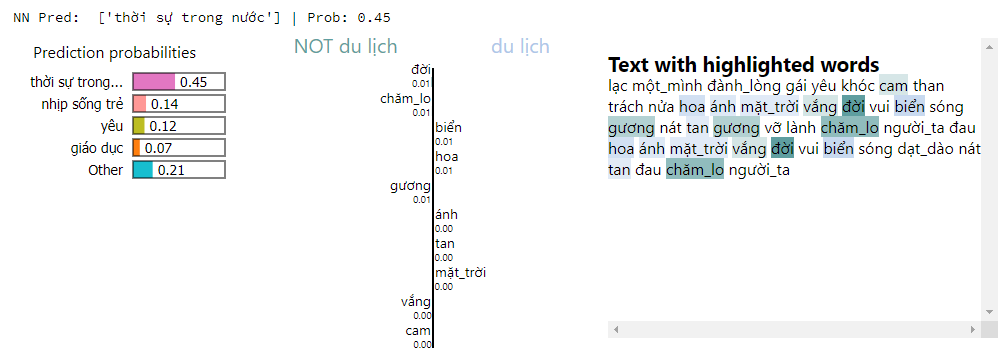 NN Pred:  ['thời sự trong nước'] | Prob: 0.45
Prediction probabilities
thời sự trong... 0.45
nhịp sống trẻ 0.14
yêu 0.12
giáo dục 0.07
Other 0.21
NOT du lịch du lịch
đời
0.01
chăm_lo
0.01
biển
0.01
hoa
0.01
gương
0.01
ánh
0.00
tan
0.00
mặt_trời
0.00
vắng
0.00
cam
0.00
Text with highlighted words
lạc một_mình đành_lòng gái yêu khóc cam than
trách nửa hoa ánh mặt_trời vắng đời vui biển sóng
gương nát tan gương vỡ lành chăm_lo người_ta đau
hoa ánh mặt_trời vắng đời vui biển sóng dạt_dào nát
tan đau chăm_lo người_ta